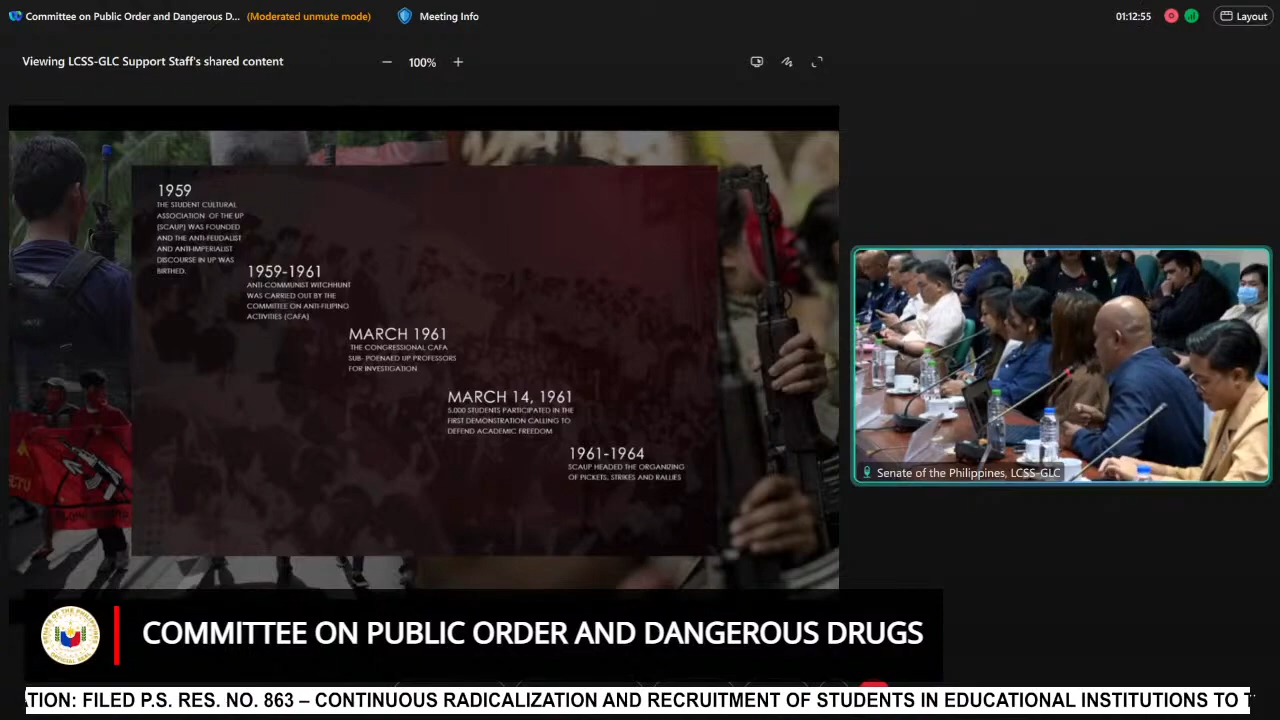 Committee on Public Order and Dangerous D... (Moderated unmute mode) Meeting Info 01:12:55 Layout
Viewing LCSS-GLC Support Staff's shared content 100%
1959
THE STUDENT CULTURAL
ASSOCIATION OF THE UP
(SCAUP) WAS FOUNDED
AND THE ANTI-FEUDALIST
AND ANTI-IMPERIALIST
DISCOURSE IN UP WAS
BIRTHED.
1959-1961
ANTI-COMMUNIST WITCHHUNT
WAS CARRIED OUT BY THE
COMMITTEE ON ANTI-FILIPINO
ACTIVITIES (CAFA)
MARCH 1961
THE CONGRESSIONAL CAFA
SUB- POENAED UP PROFESSORS
FOR INVESTIGATION
MARCH 14, 1961
5,000 STUDENTS PARTICIPATED IN THE
FIRST DEMONSTRATION CALLING TO
DEFEND ACADEMIC FREEDOM
1961-1964
SCAUP HEADED THE ORGANIZING
OF PICKETS, STRIKES AND RALLIES
Senate of the Philippines, LCSS-GLC
COMMITTEE ON PUBLIC ORDER AND DANGEROUS DRUGS
TION: FILED P.S. RES. NO. 863 – CONTINUOUS RADICALIZATION AND RECRUITMENT OF STUDENTS IN EDUCATIONAL INSTITUTIONS TO